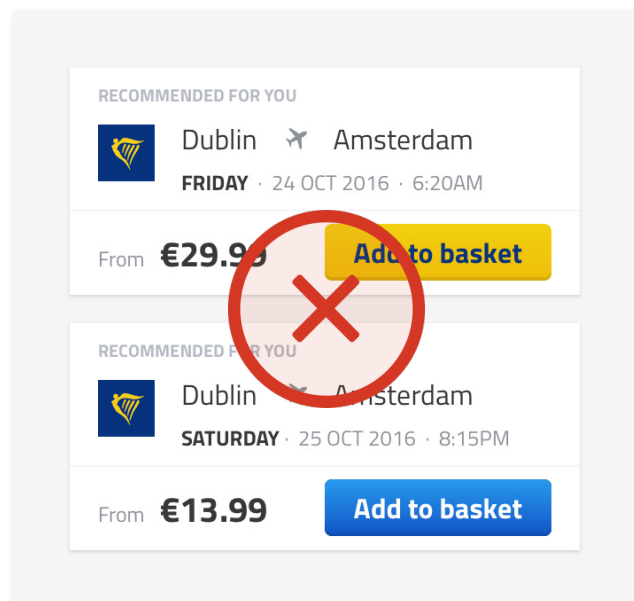 RECOMMENDED FOR YOU
Dublin Amsterdam
FRIDAY · 24 OCT 2016 · 6:20AM
From €29.99 Add to basket
RECOMMENDED FOR YOU
Dublin Amsterdam
SATURDAY · 25 OCT 2016 · 8:15PM
From €13.99 Add to basket